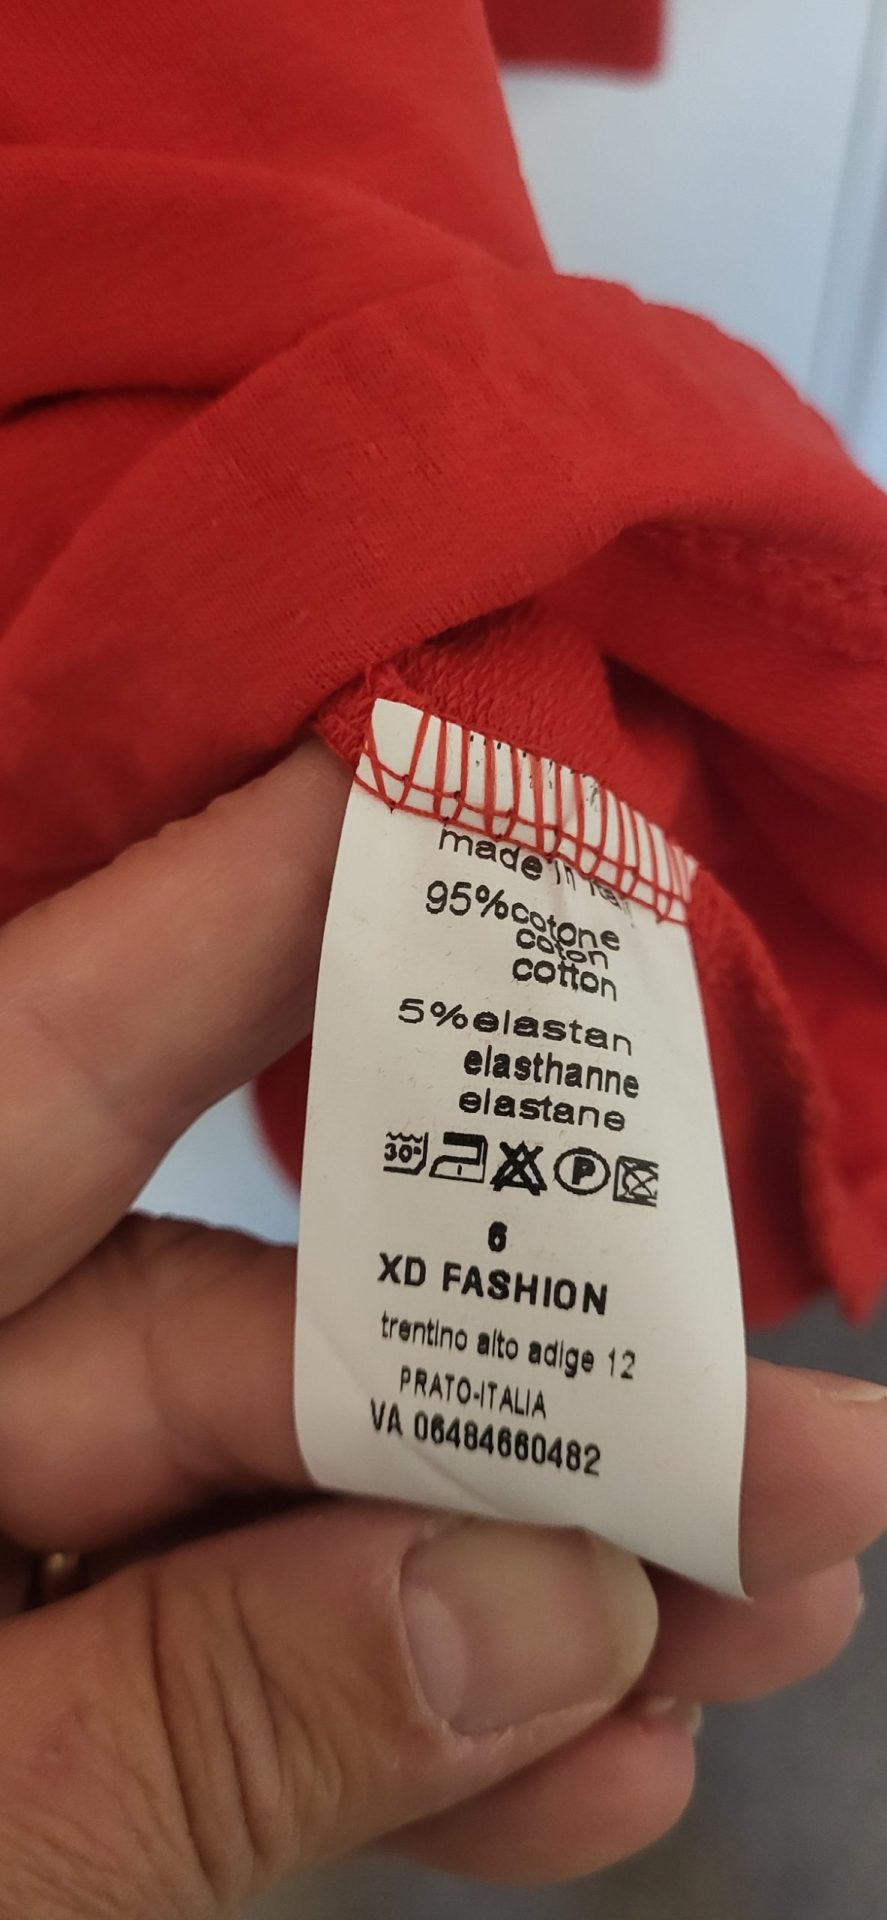 made in Italy
95%cotone
coton
cotton
5%elastan
elasthanne
elastane
30°
P
6
XD FASHION
trentino alto adige 12
PRATO-ITALIA
VA 06484660482